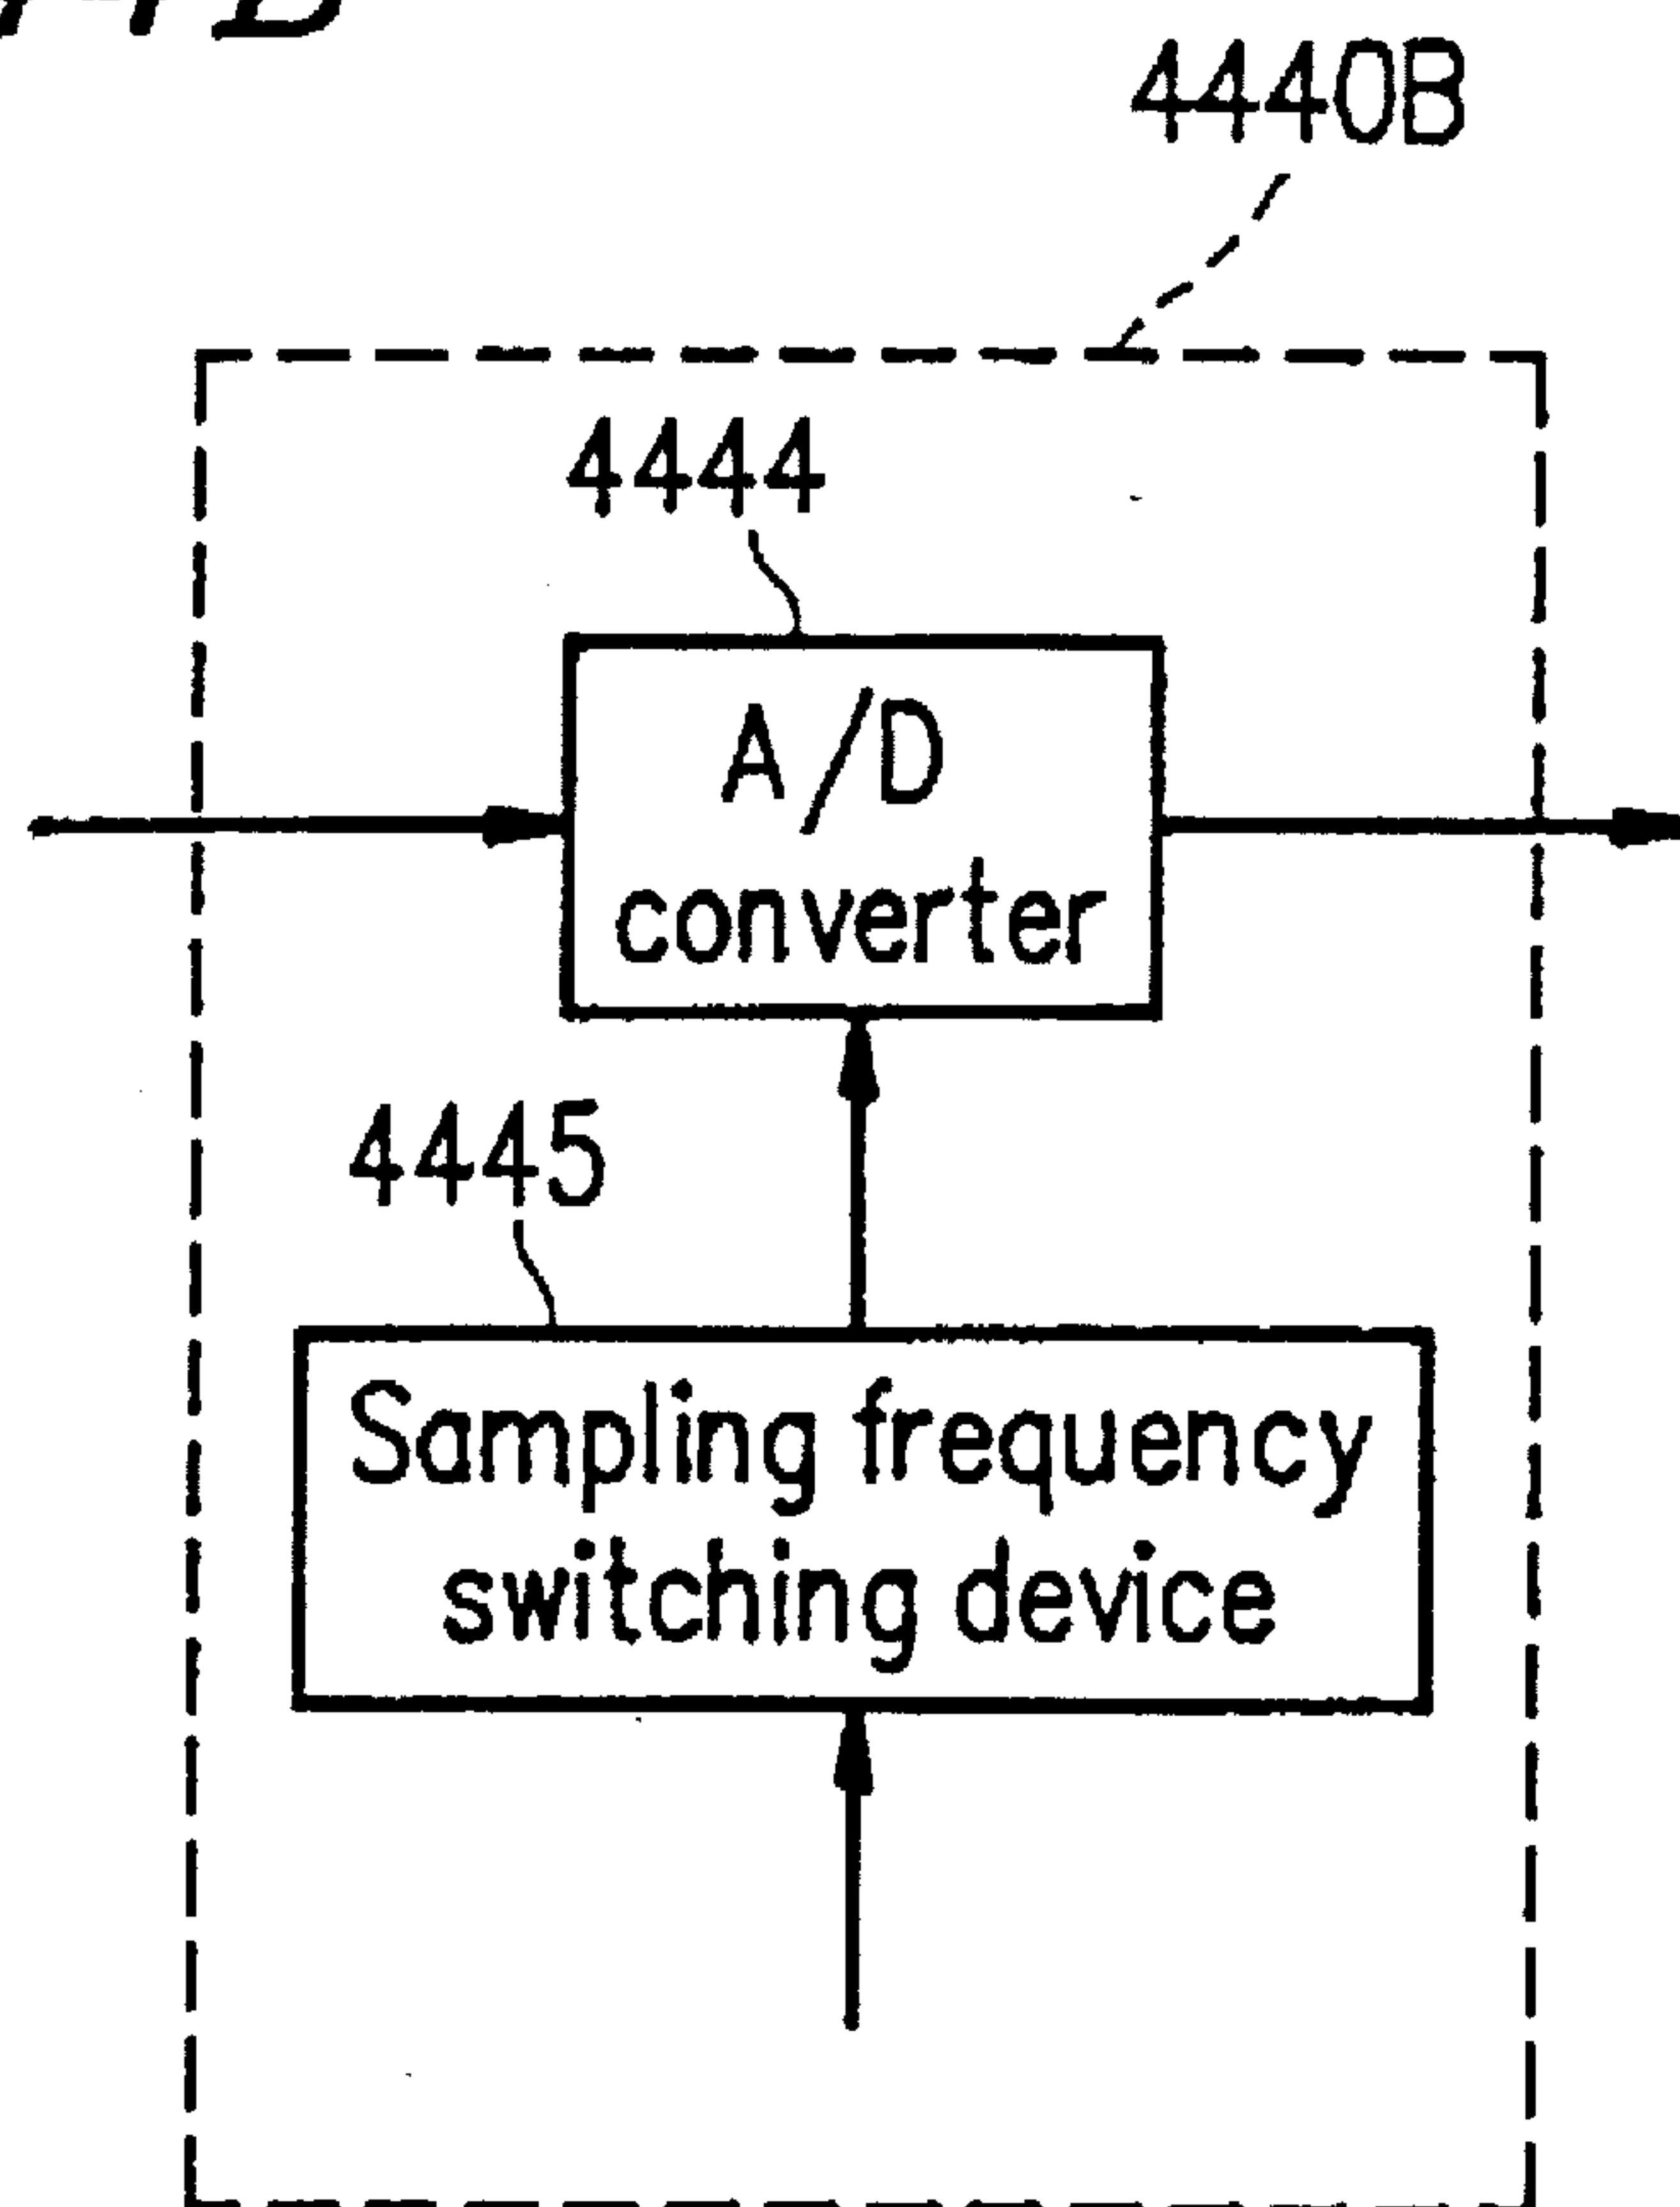 4440B
4444
A/D
converter
4445
Sampling frequency
switching device